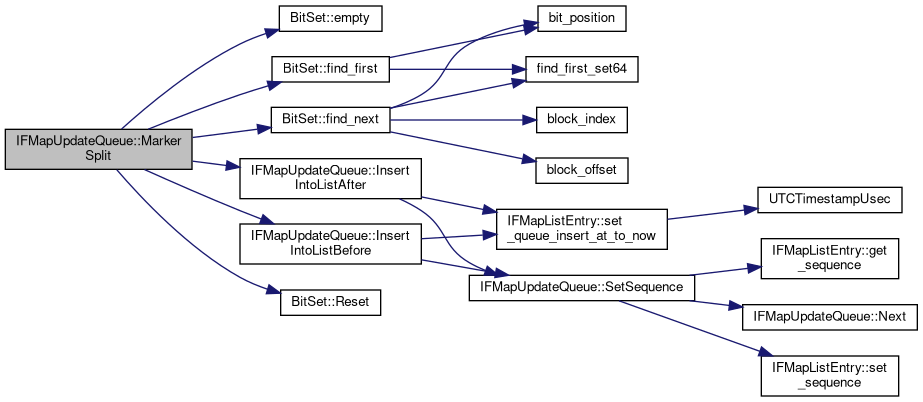 IFMapUpdateQueue::Marker
Split
BitSet::empty
BitSet::find_first
BitSet::find_next
IFMapUpdateQueue::Insert
IntoListAfter
IFMapUpdateQueue::Insert
IntoListBefore
BitSet::Reset
bit_position
find_first_set64
block_index
block_offset
IFMapListEntry::set
_queue_insert_at_to_now
IFMapUpdateQueue::SetSequence
UTCTimestampUsec
IFMapListEntry::get
_sequence
IFMapUpdateQueue::Next
IFMapListEntry::set
_sequence